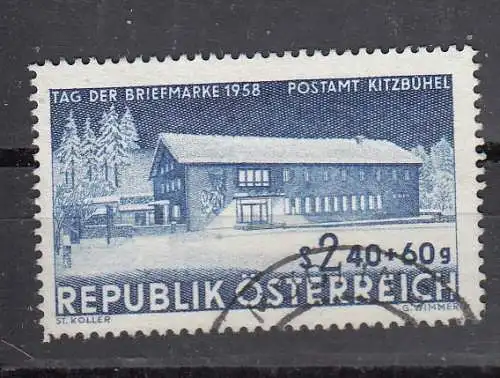 TAG DER BRIEFMARKE 1958 POSTAMT KITZBÜHEL
S 2 40 + 60 g
REPUBLIK ÖSTERREICH
ST. KOLLER G. WIMMER